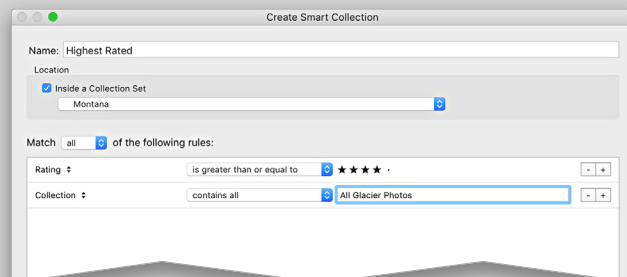 Create Smart Collection
Name: Highest Rated
Location
Inside a Collection Set
Montana
Match all of the following rules:
Rating is greater than or equal to ★★★★ · - +
Collection contains all All Glacier Photos - +